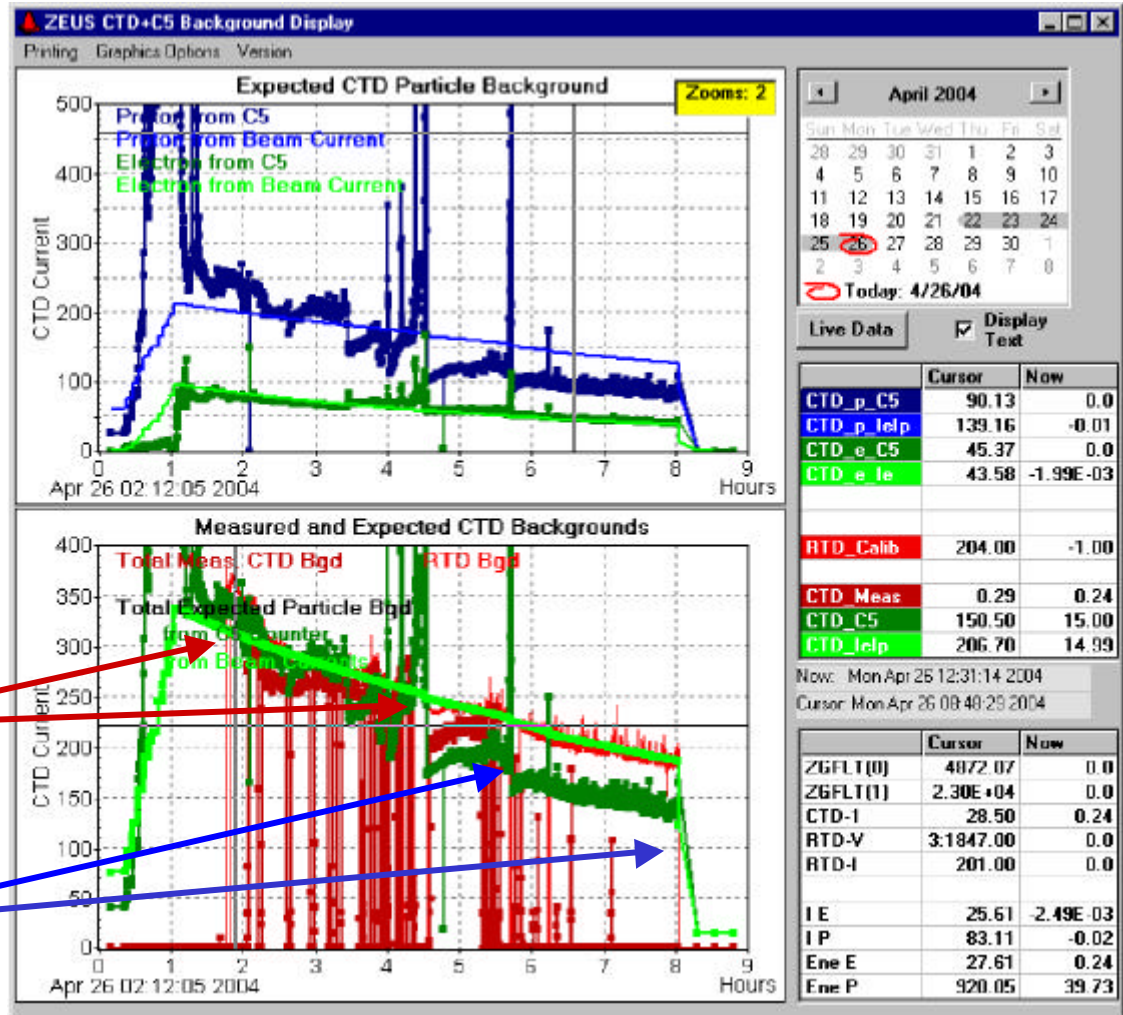 ZEUS CTD+C5 Background Display
Printing Graphics Options Version
Expected CTD Particle Background
Zooms: 2
Proton from C5
Proton from Beam Current
Electron from C5
Electron from Beam Current
500
400
300
200
100
0
CTD Current
0 1 2 3 4 5 6 7 8 9
Apr 26 02:12:05 2004
Hours
Measured and Expected CTD Backgrounds
Total Meas. CTD Bgd RTD Bgd
Total Expected Particle Bgd
from C5 Counter
from Beam Currents
400
350
300
250
200
150
100
50
0
CTD Current
0 1 2 3 4 5 6 7 8 9
Apr 26 02:12:05 2004
Hours
April 2004
Sun Mon Tue Wed Thu Fri Sat
28 29 30 31 1 2 3
4 5 6 7 8 9 10
11 12 13 14 15 16 17
18 19 20 21 22 23 24
25 26 27 28 29 30 1
2 3 4 5 6 7 8
Today: 4/26/04
Live Data
Display
Text
Cursor Now
CTD_p_C5 90.13 0.0
CTD_p_IeIp 139.16 -0.01
CTD_e_C5 45.37 0.0
CTD_e_Ie 43.58 -1.99E-03
RTD_Calib 204.00 -1.00
CTD_Meas 0.29 0.24
CTD_C5 150.50 15.00
CTD_IeIp 206.70 14.99
Now: Mon Apr 26 12:31:14 2004
Cursor: Mon Apr 26 08:48:29 2004
Cursor Now
ZGFLT(0) 4872.07 0.0
ZGFLT(1) 2.30E+04 0.0
CTD-1 28.50 0.24
RTD-V 3:1847.00 0.0
RTD-I 201.00 0.0
I E 25.61 -2.49E-03
I P 83.11 -0.02
Ene E 27.61 0.24
Ene P 920.05 39.73